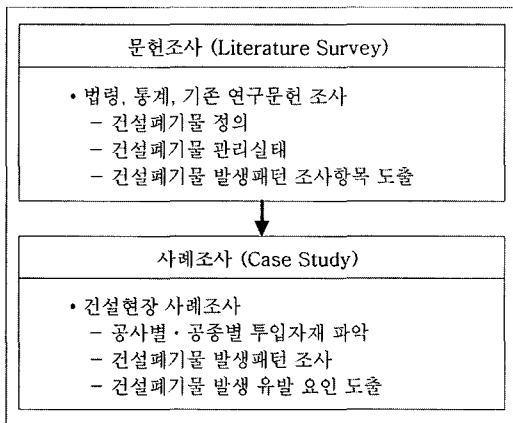 문헌조사 (Literature Survey)
• 법령, 통계, 기존 연구문헌 조사
– 건설폐기물 정의
– 건설폐기물 관리실태
– 건설폐기물 발생패턴 조사항목 도출
사례조사 (Case Study)
• 건설현장 사례조사
– 공사별 · 공종별 투입자재 파악
– 건설폐기물 발생패턴 조사
– 건설폐기물 발생 유발 요인 도출